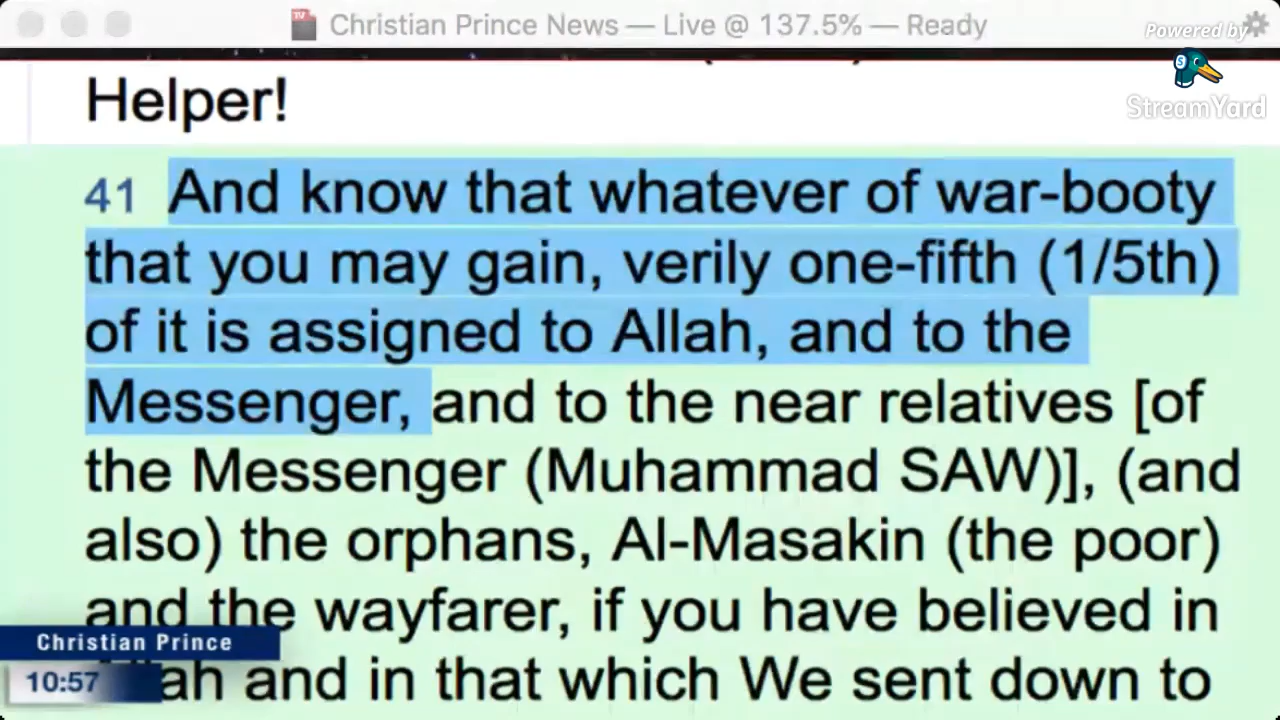 Christian Prince News — Live @ 137.5% — Ready
Powered by
StreamYard
Helper!
41 And know that whatever of war-booty
that you may gain, verily one-fifth (1/5th)
of it is assigned to Allah, and to the
Messenger, and to the near relatives [of
the Messenger (Muhammad SAW)], (and
also) the orphans, Al-Masakin (the poor)
and the wayfarer, if you have believed in
and in that which We sent down to
Christian Prince
10:57